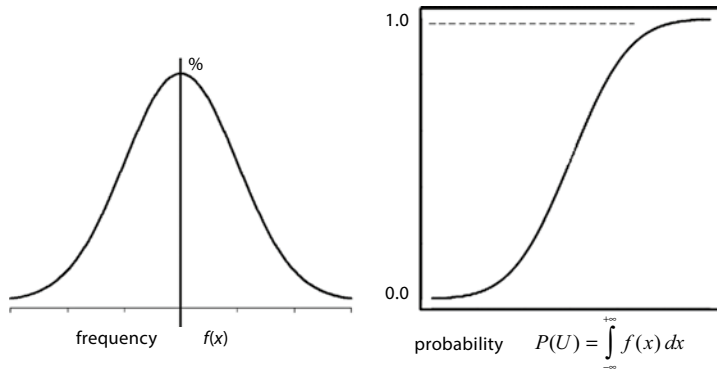 %
frequency f(x)
1.0
0.0
probability P(U) = ∫_{-∞}^{+∞} f(x) dx